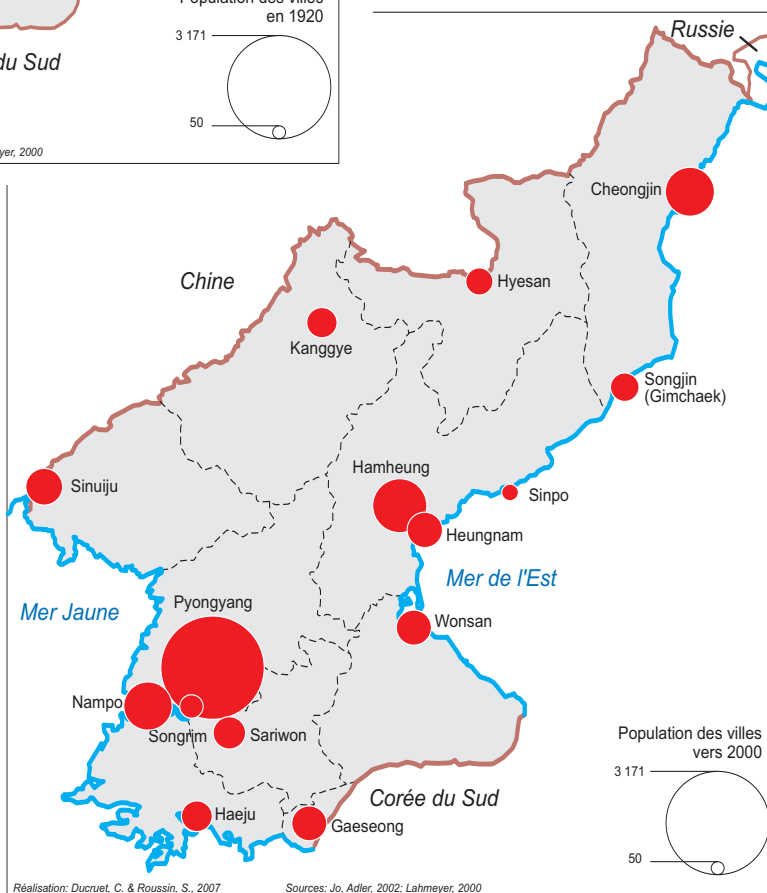 Population des villes
en 1920
3 171
50
du Sud
yer, 2000
Russie
Cheongjin
Chine
Hyesan
Kanggye
Songjin
(Gimchaek)
Hamheung
Sinuiju
Sinpo
Heungnam
Mer de l'Est
Mer Jaune
Pyongyang
Wonsan
Nampo
Songrim
Sariwon
Population des villes
vers 2000
3 171
50
Corée du Sud
Haeju
Gaeseong
Réalisation: Ducruet, C. & Roussin, S., 2007
Sources: Jo, Adler, 2002; Lahmeyer, 2000